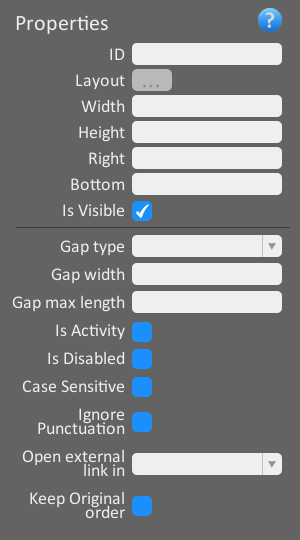 Properties ?
ID
Layout ...
Width
Height
Right
Bottom
Is Visible
Gap type
Gap width
Gap max length
Is Activity
Is Disabled
Case Sensitive
Ignore
Punctuation
Open external
link in
Keep Original
order